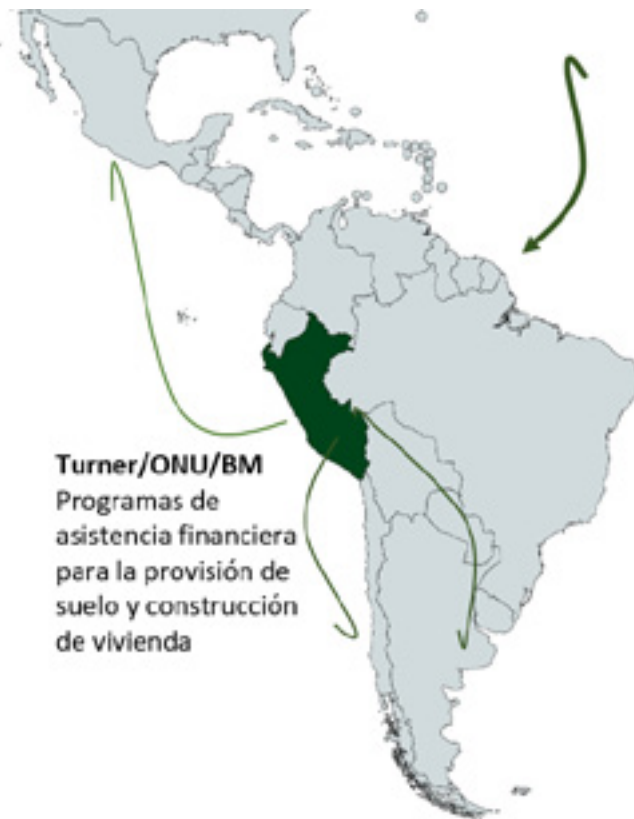 Turner/ONU/BM
Programas de
asistencia financiera
para la provisión de
suelo y construcción
de vivienda